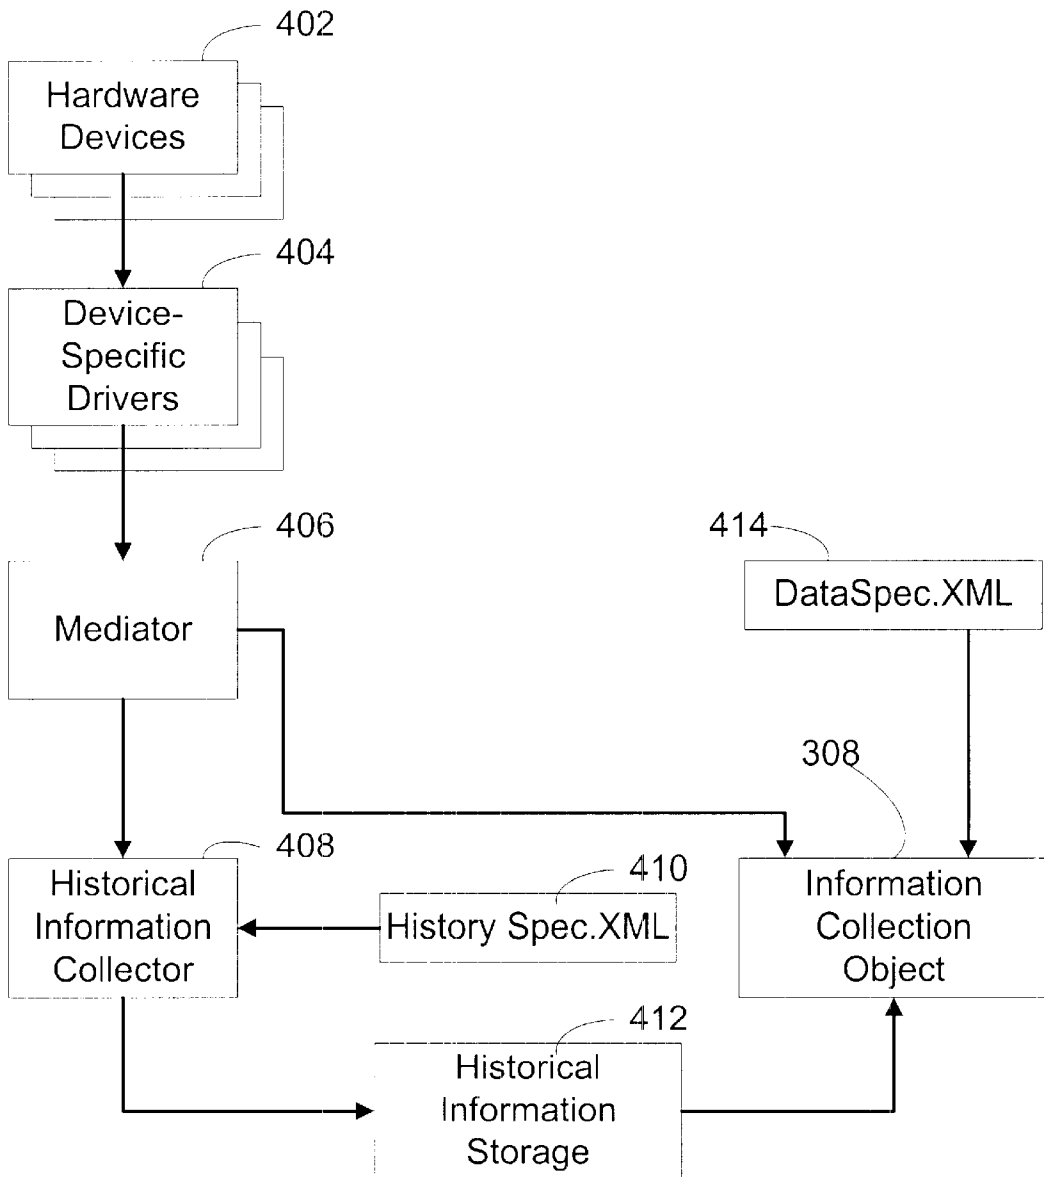 402
Hardware
Devices
404
Device-
Specific
Drivers
406
Mediator
414
DataSpec.XML
308
408
Historical
Information
Collector
410
History Spec.XML
Information
Collection
Object
412
Historical
Information
Storage